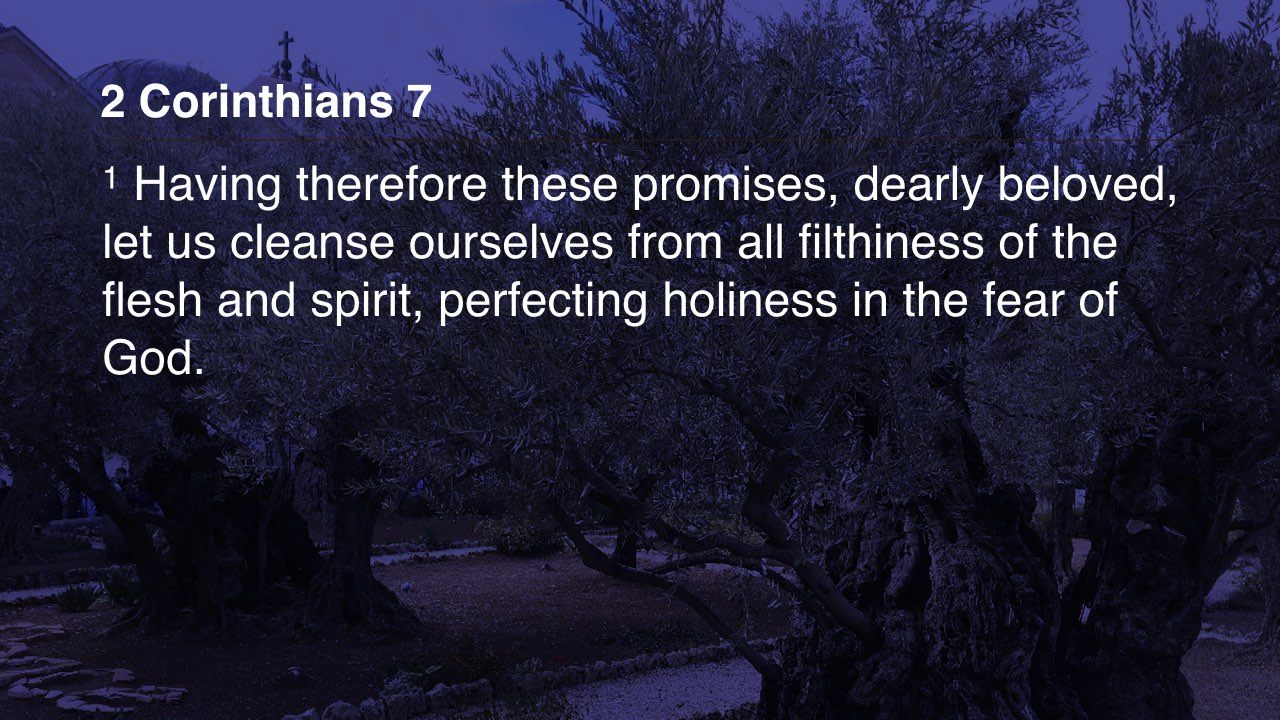 2 Corinthians 7
¹ Having therefore these promises, dearly beloved,
let us cleanse ourselves from all filthiness of the
flesh and spirit, perfecting holiness in the fear of
God.